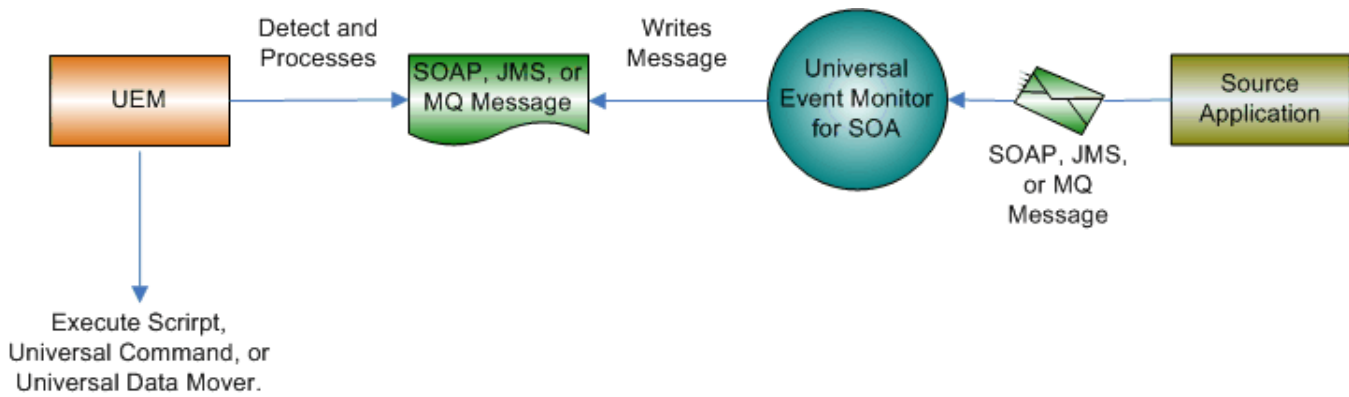 Detect and
Processes
Writes
Message
UEM
SOAP, JMS, or
MQ Message
Universal
Event Monitor
for SOA
Source
Application
SOAP, JMS,
or MQ
Message
Execute Scrirpt,
Universal Command, or
Universal Data Mover.